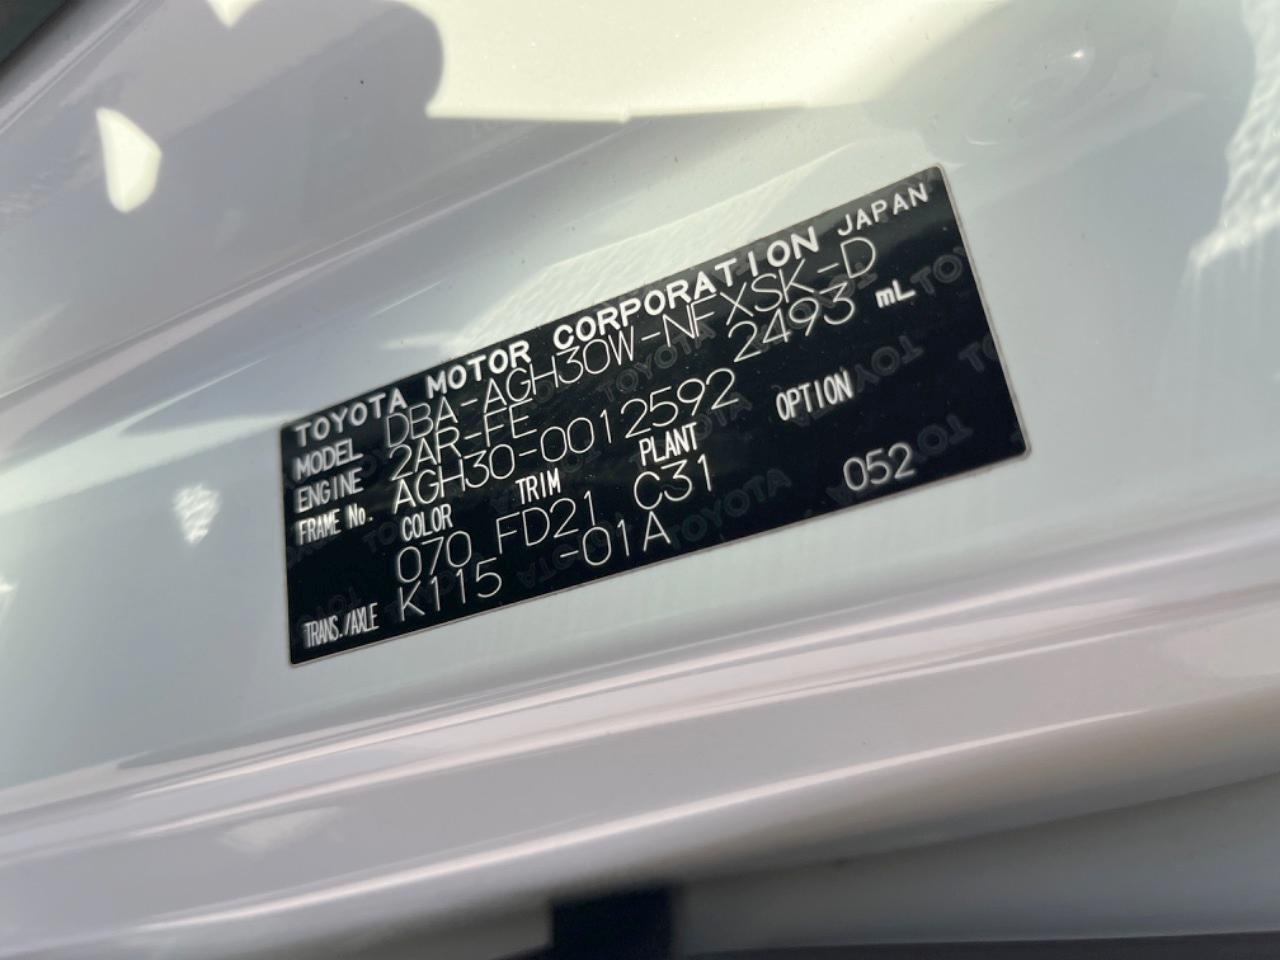 TOYOTA MOTOR CORPORATION JAPAN
MODEL DBA-AGH30W-NFXSK-D
ENGINE 2AR-FE 2493 mL
FRAME No. AGH30-0012592
COLOR TRIM PLANT OPTION
070 FD21 C31 052
TRANS./AXLE K115 -01A